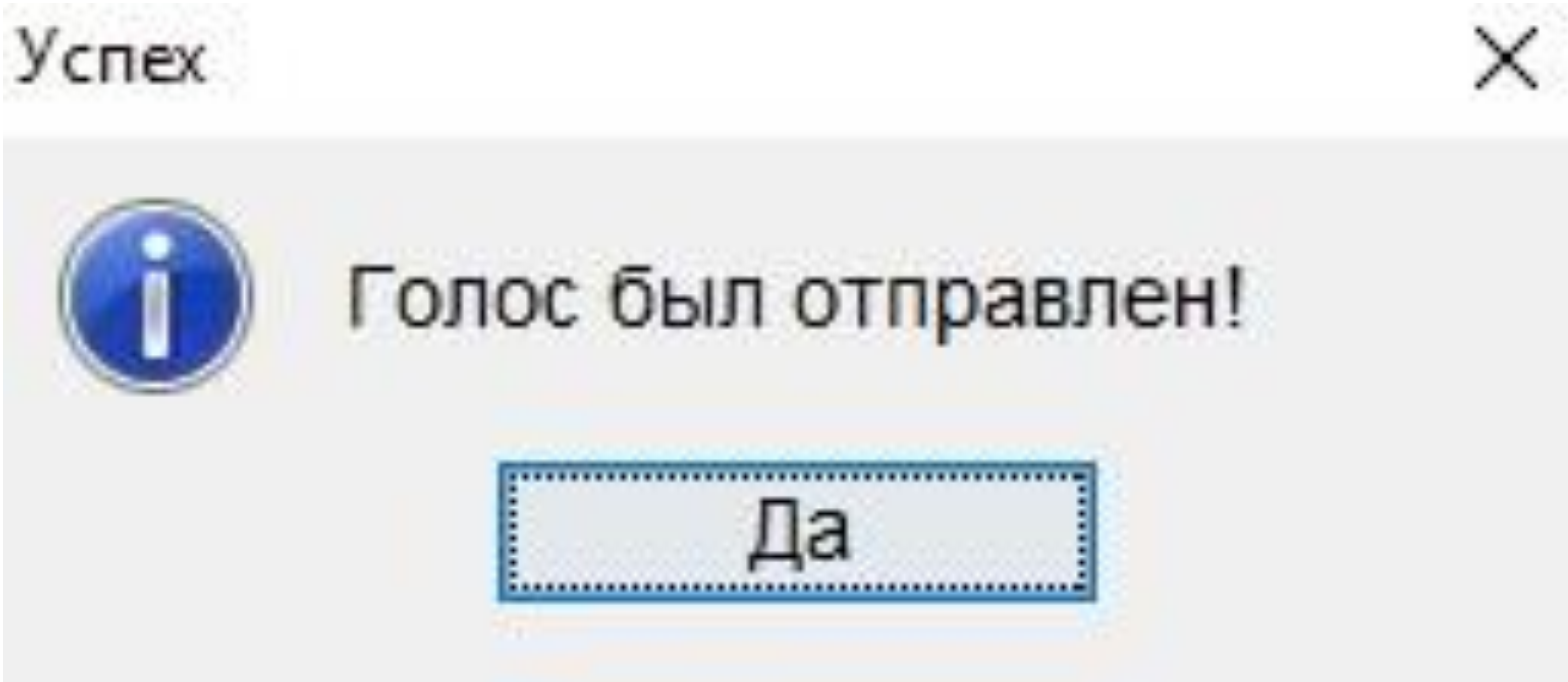 Успех
Голос был отправлен!
Да